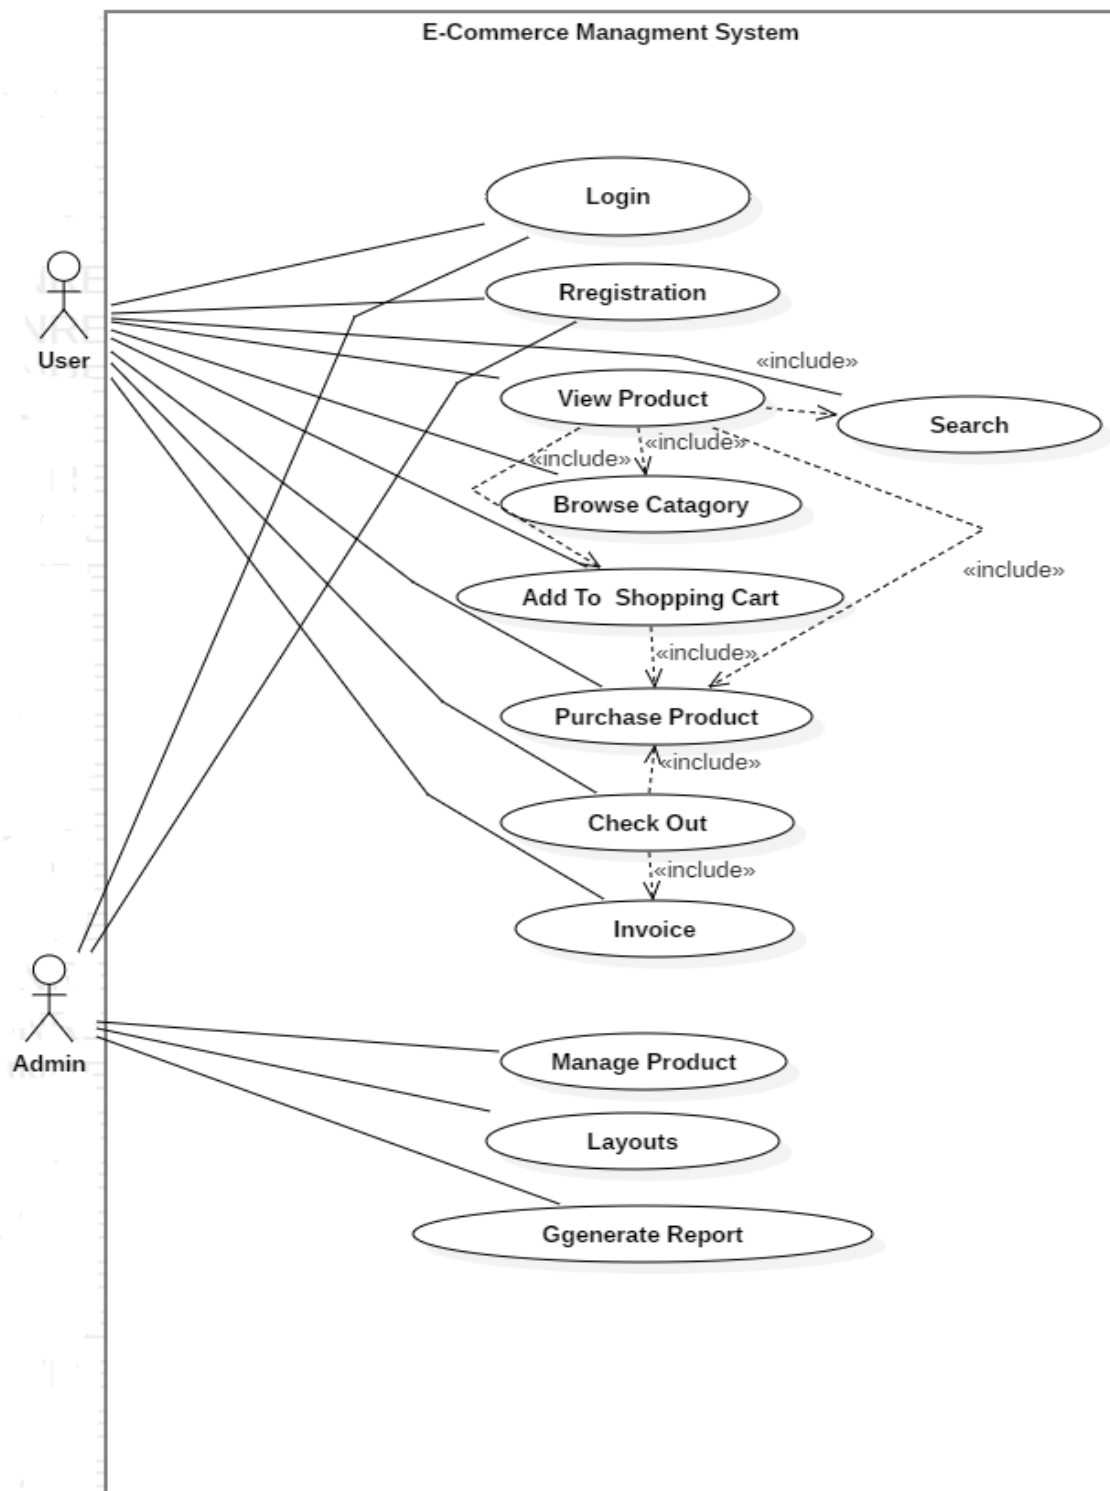 E-Commerce Managment System
Login
Rregistration
User
«include»
View Product
Search
«include»
«include»
Browse Catagory
«include»
Add To  Shopping Cart
«include»
Purchase Product
«include»
Check Out
«include»
Invoice
Admin
Manage Product
Layouts
Ggenerate Report